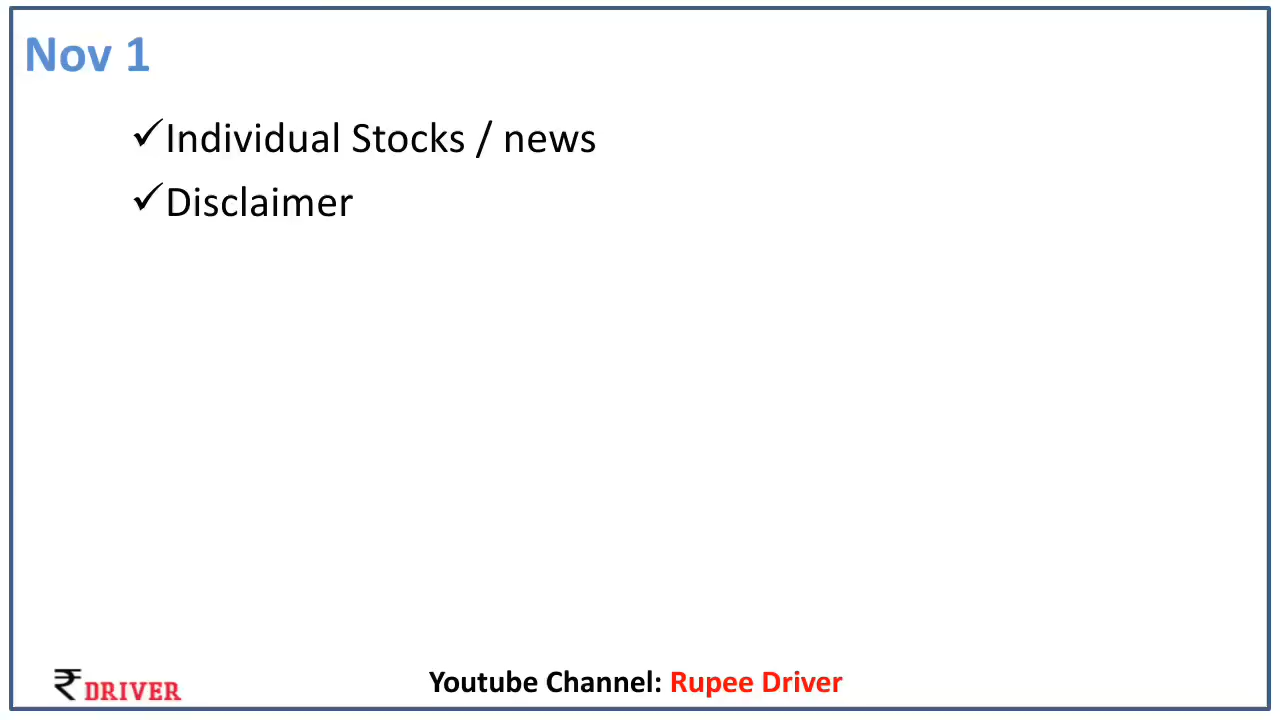 Nov 1
✓Individual Stocks / news
✓Disclaimer
₹ DRIVER
Youtube Channel: Rupee Driver